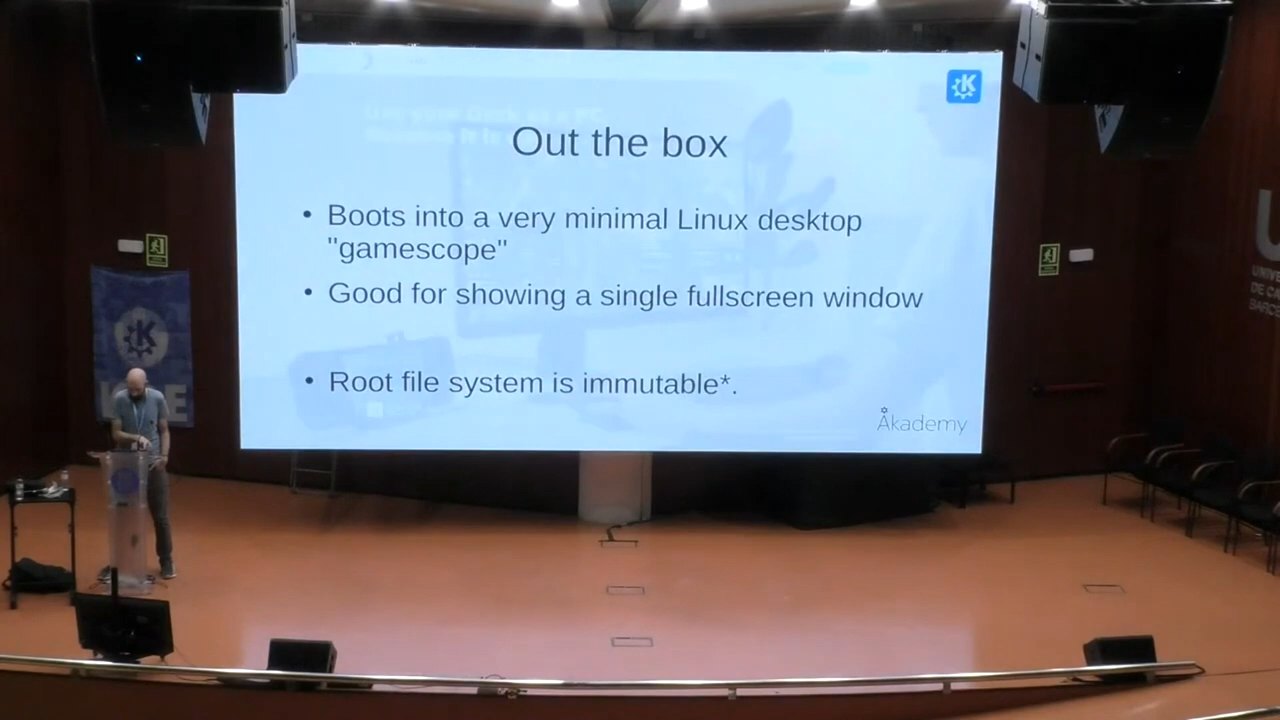 Out the box
• Boots into a very minimal Linux desktop
"gamescope"
• Good for showing a single fullscreen window
• Root file system is immutable*.
Akademy
K